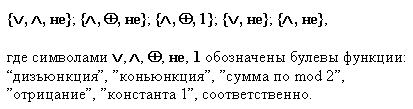 {∨, ∧, не}; {∧, ⊕, не}; {∧, ⊕, 1}; {∨, не}; {∧, не},
где символами ∨, ∧, ⊕, не, 1 обозначены булевы функции:
“дизъюнкция”, ”коньюнкция”, ”сумма по mod 2”,
”отрицание”, ”константа 1”, соответственно.